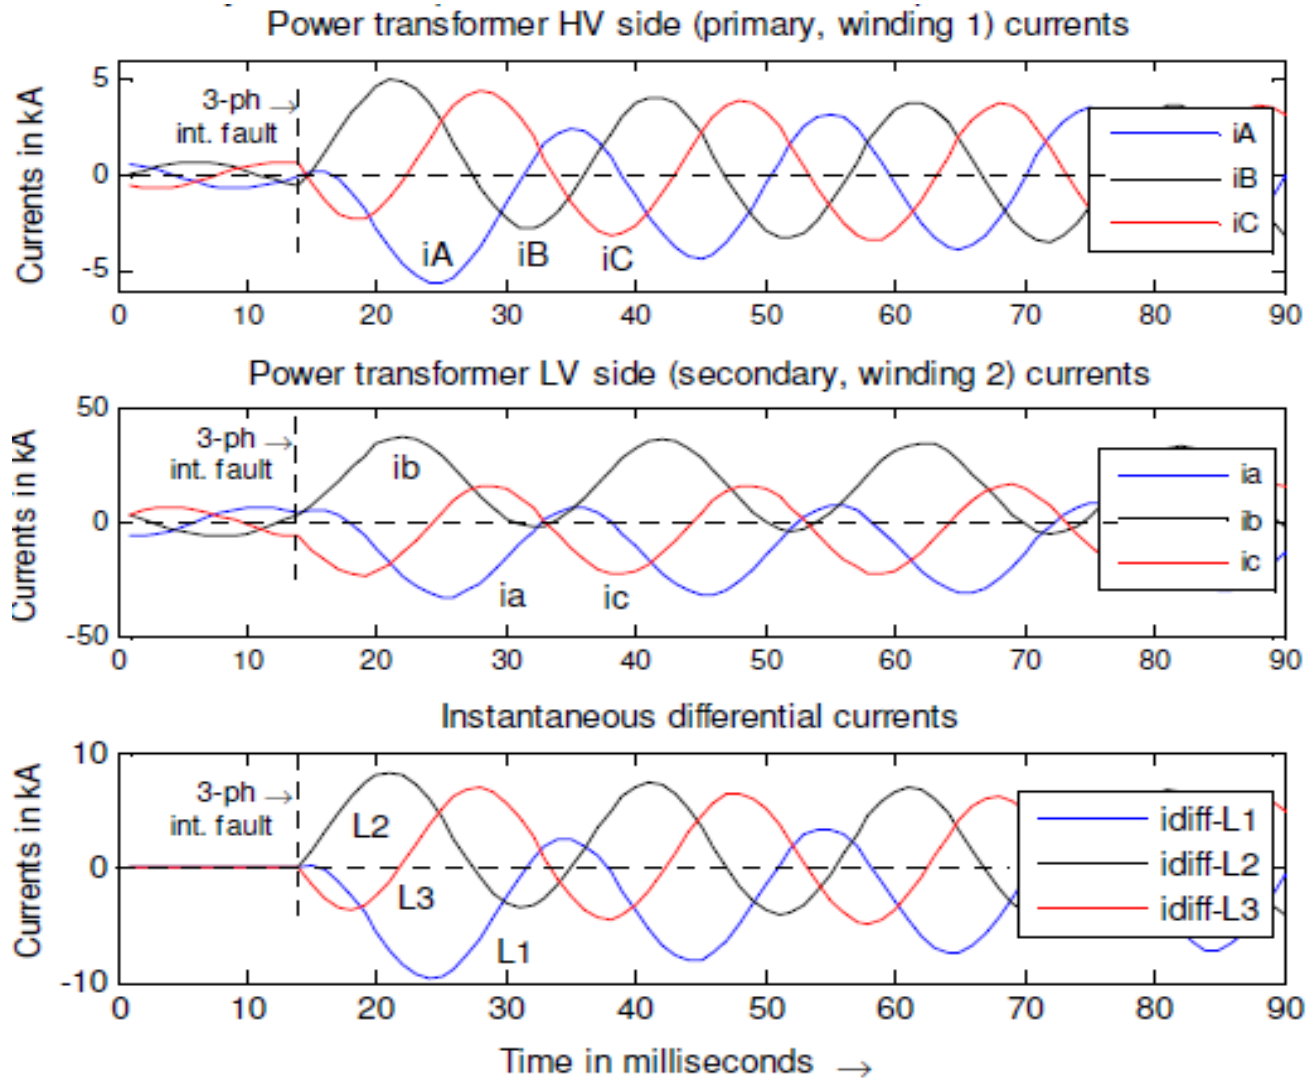 Power transformer HV side (primary, winding 1) currents
Currents in kA
5
0
-5
3-ph →
int. fault
iA
iB
iC
iA
iB
iC
0 10 20 30 40 50 60 70 80 90
Power transformer LV side (secondary, winding 2) currents
Currents in kA
50
0
-50
3-ph →
int. fault
ib
ia
ic
ia
ib
ic
0 10 20 30 40 50 60 70 80 90
Instantaneous differential currents
Currents in kA
10
0
-10
3-ph →
int. fault
L2
L3
L1
idiff-L1
idiff-L2
idiff-L3
0 10 20 30 40 50 60 70 80 90
Time in milliseconds →